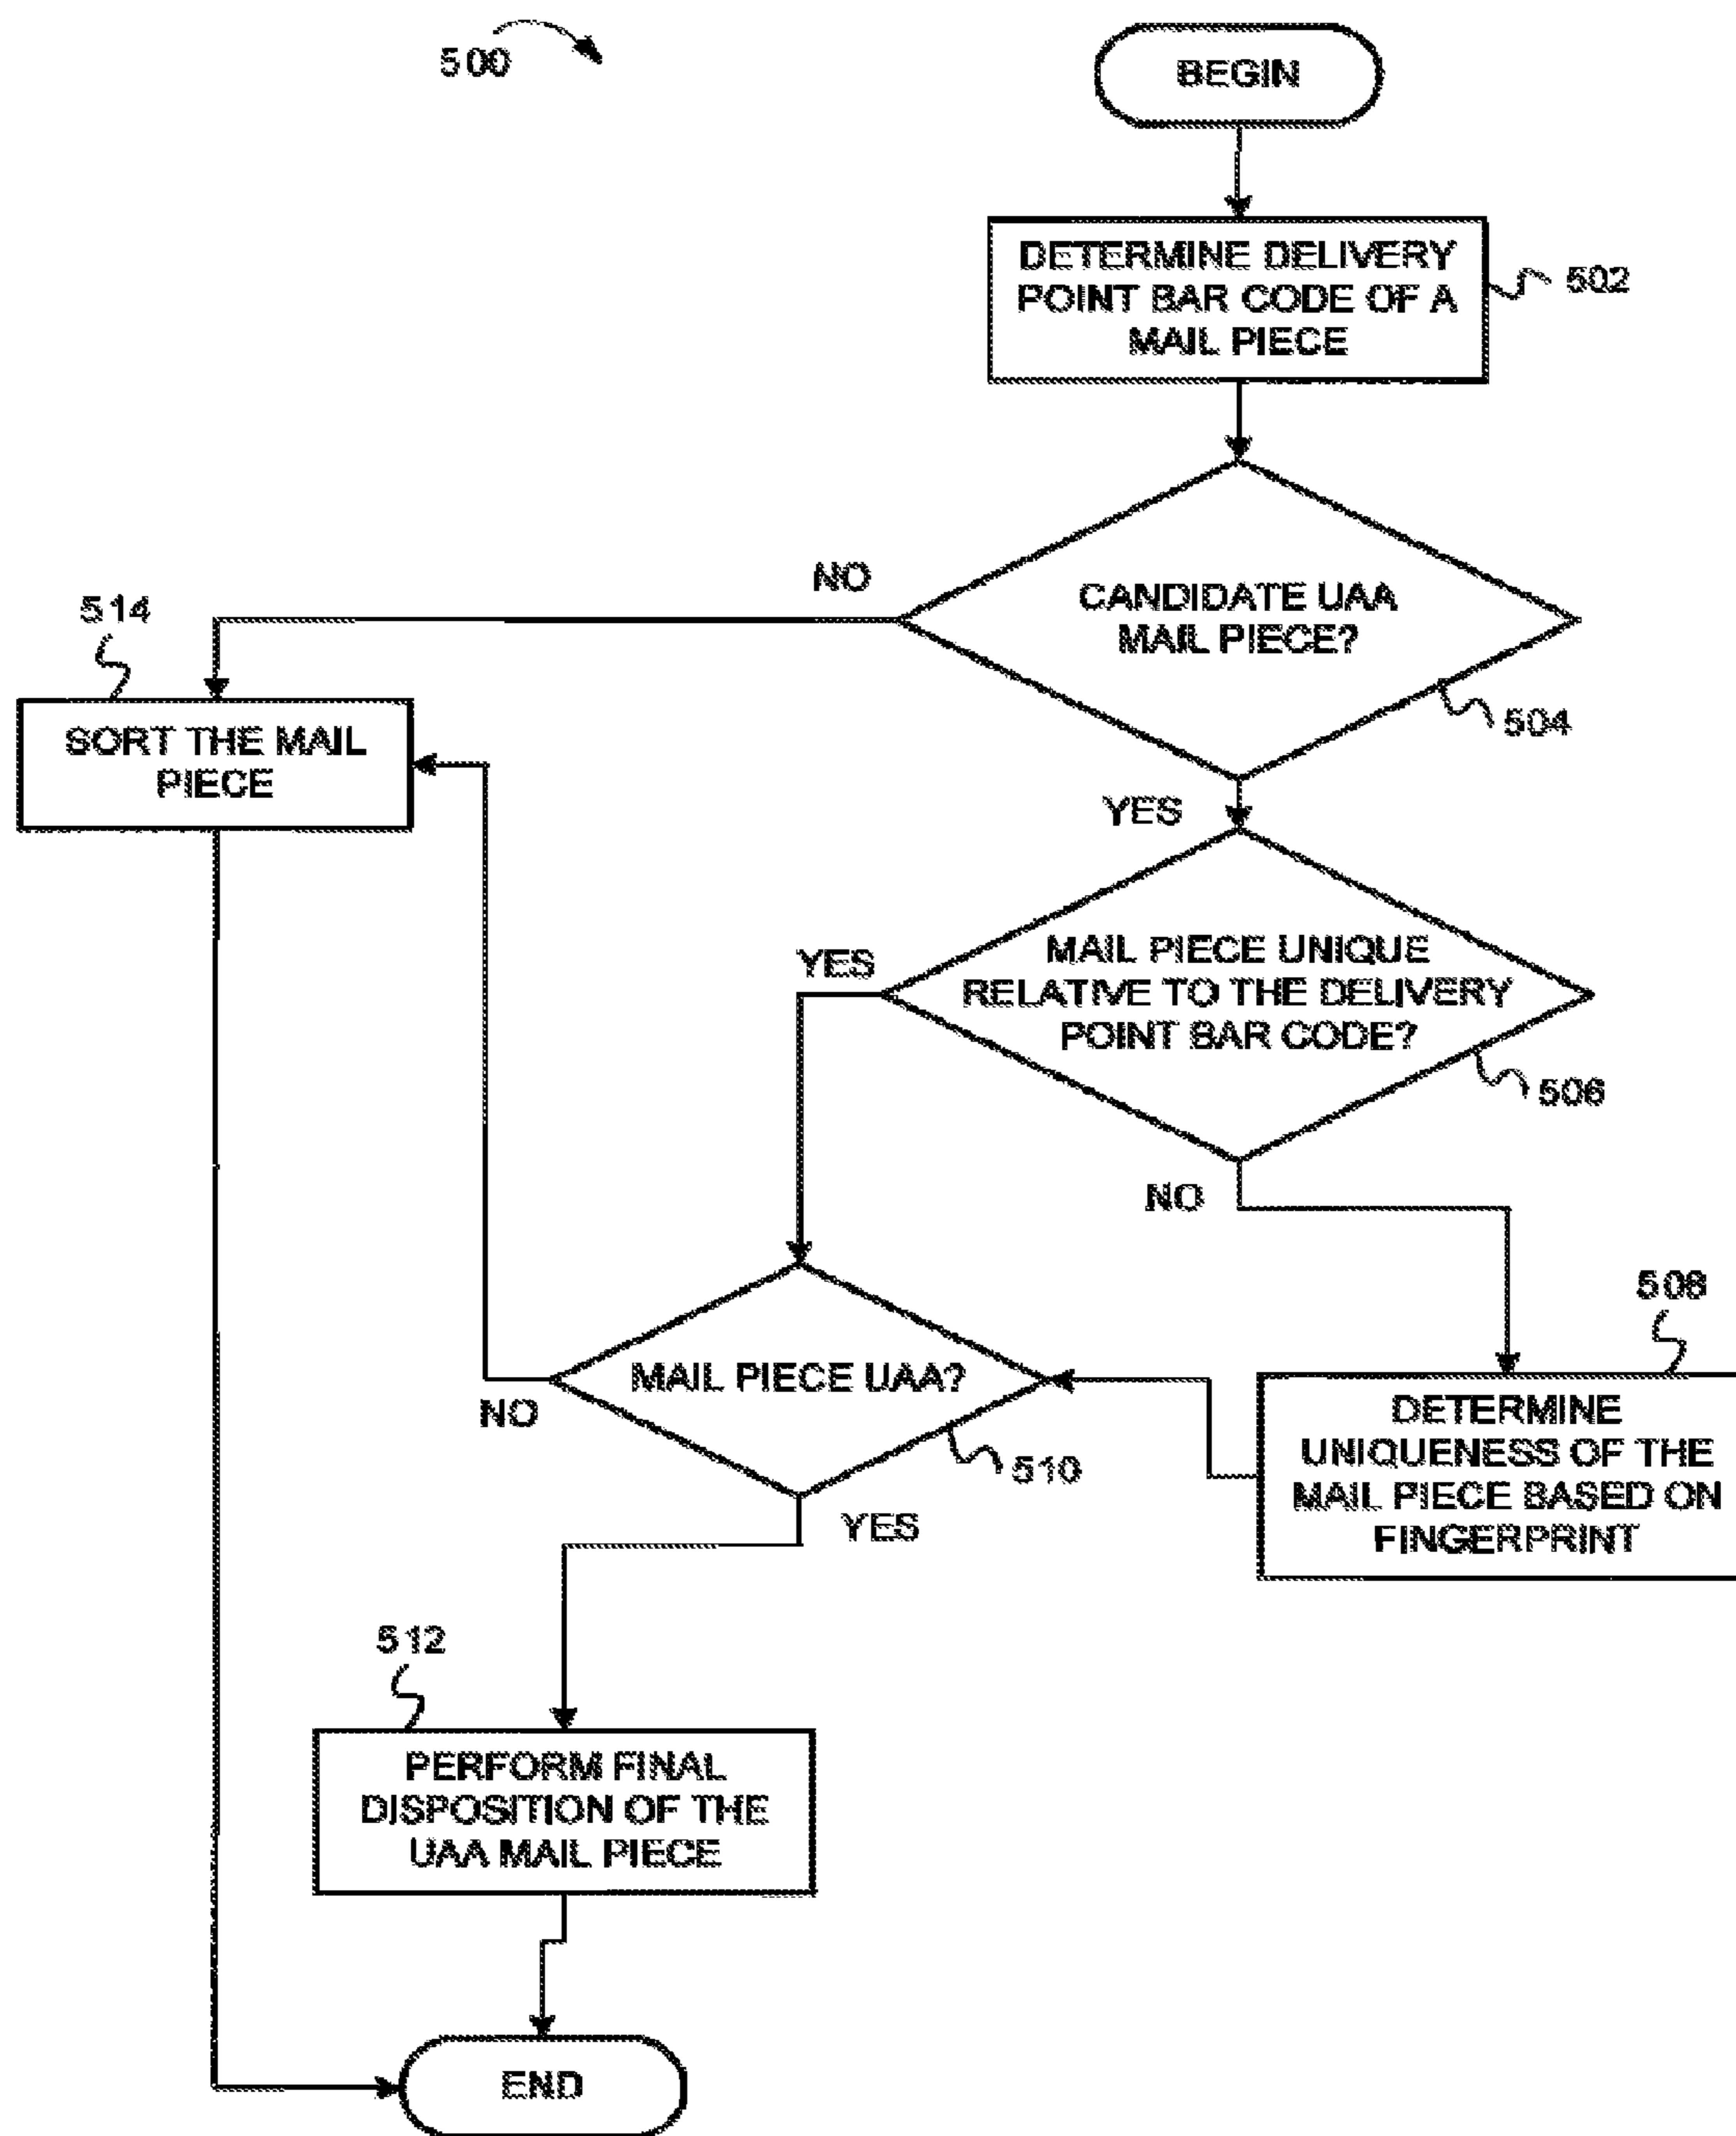 500
BEGIN
DETERMINE DELIVERY
POINT BAR CODE OF A
MAIL PIECE
502
CANDIDATE UAA
MAIL PIECE?
504
NO
YES
514
SORT THE MAIL
PIECE
MAIL PIECE UNIQUE
RELATIVE TO THE DELIVERY
POINT BAR CODE?
506
YES
NO
508
DETERMINE
UNIQUENESS OF THE
MAIL PIECE BASED ON
FINGERPRINT
MAIL PIECE UAA?
510
NO
YES
512
PERFORM FINAL
DISPOSITION OF THE
UAA MAIL PIECE
END